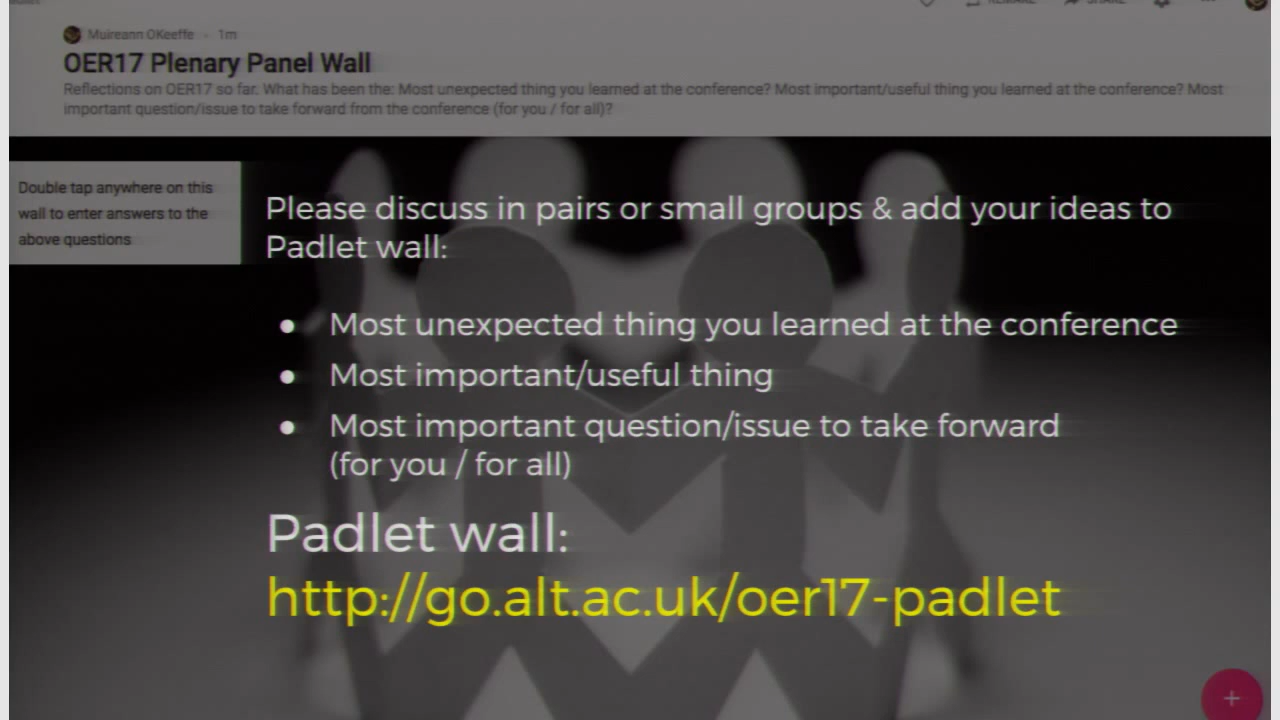 REMAKE
SHARE
Muireann OKeeffe · 1m
OER17 Plenary Panel Wall
Reflections on OER17 so far. What has been the: Most unexpected thing you learned at the conference? Most important/useful thing you learned at the conference? Most
important question/issue to take forward from the conference (for you / for all)?
Double tap anywhere on this
wall to enter answers to the
above questions
Please discuss in pairs or small groups & add your ideas to
Padlet wall:
● Most unexpected thing you learned at the conference
● Most important/useful thing
● Most important question/issue to take forward
(for you / for all)
Padlet wall:
http://go.alt.ac.uk/oer17-padlet
+